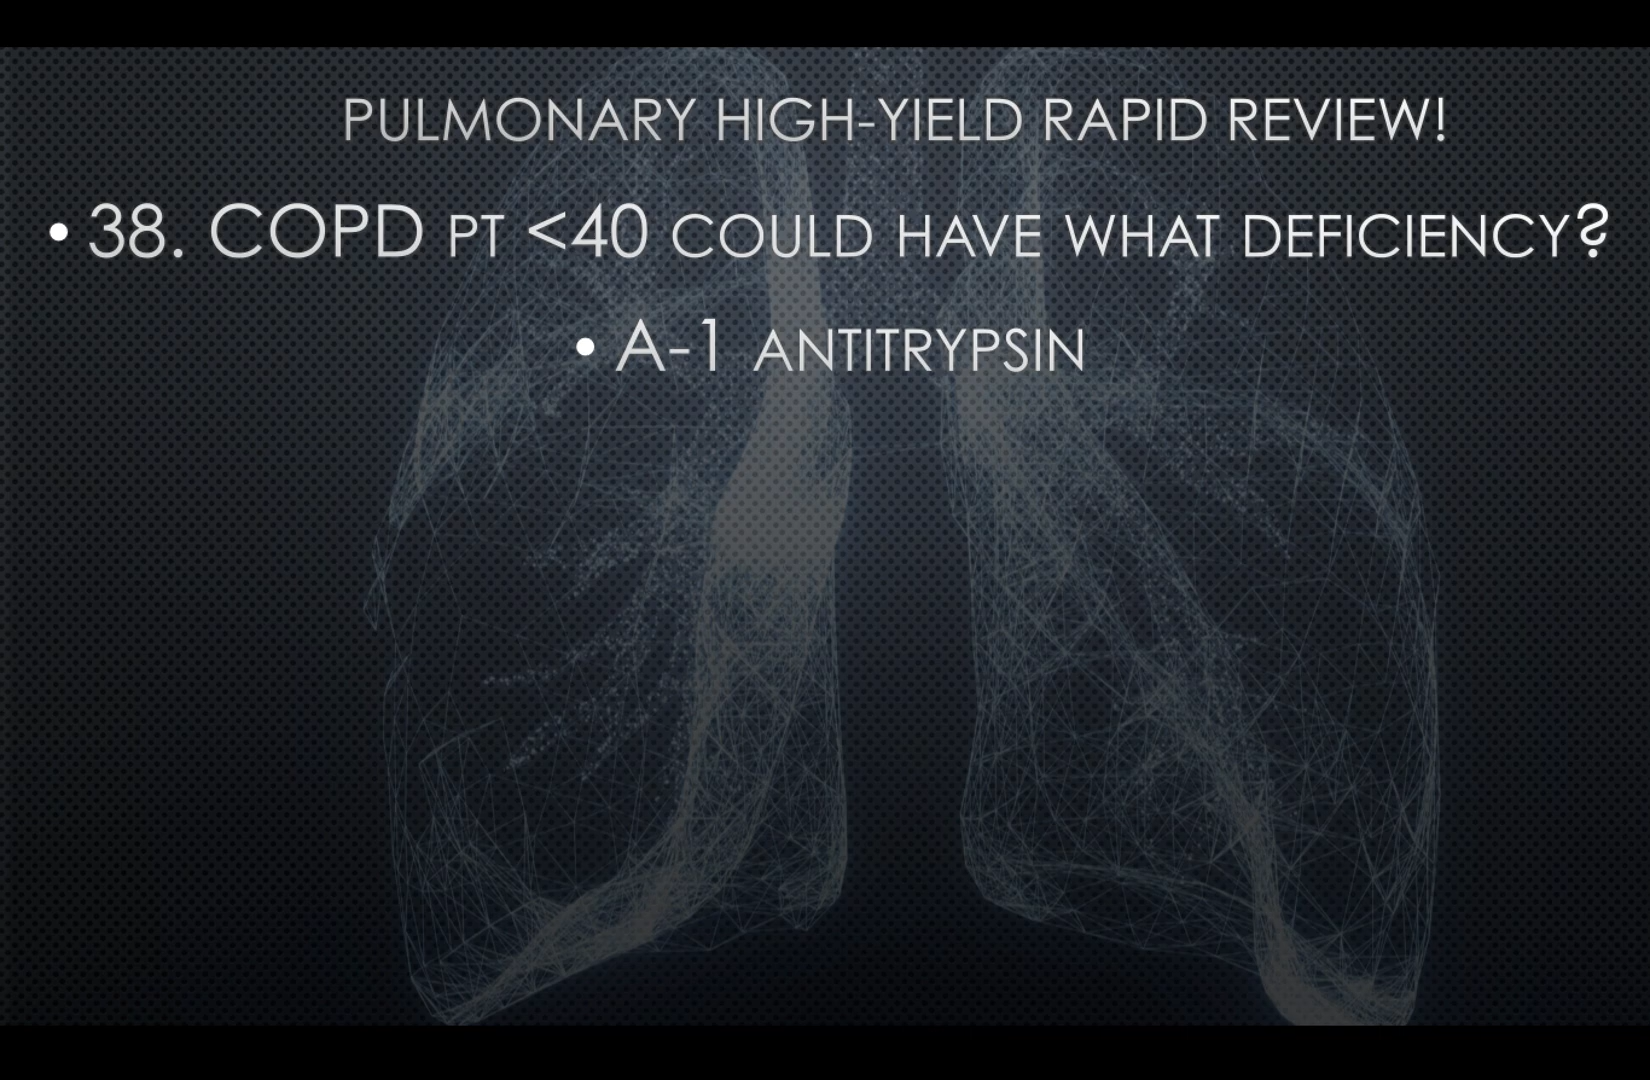 PULMONARY HIGH-YIELD RAPID REVIEW!
• 38. COPD PT <40 COULD HAVE WHAT DEFICIENCY?
• A-1 ANTITRYPSIN